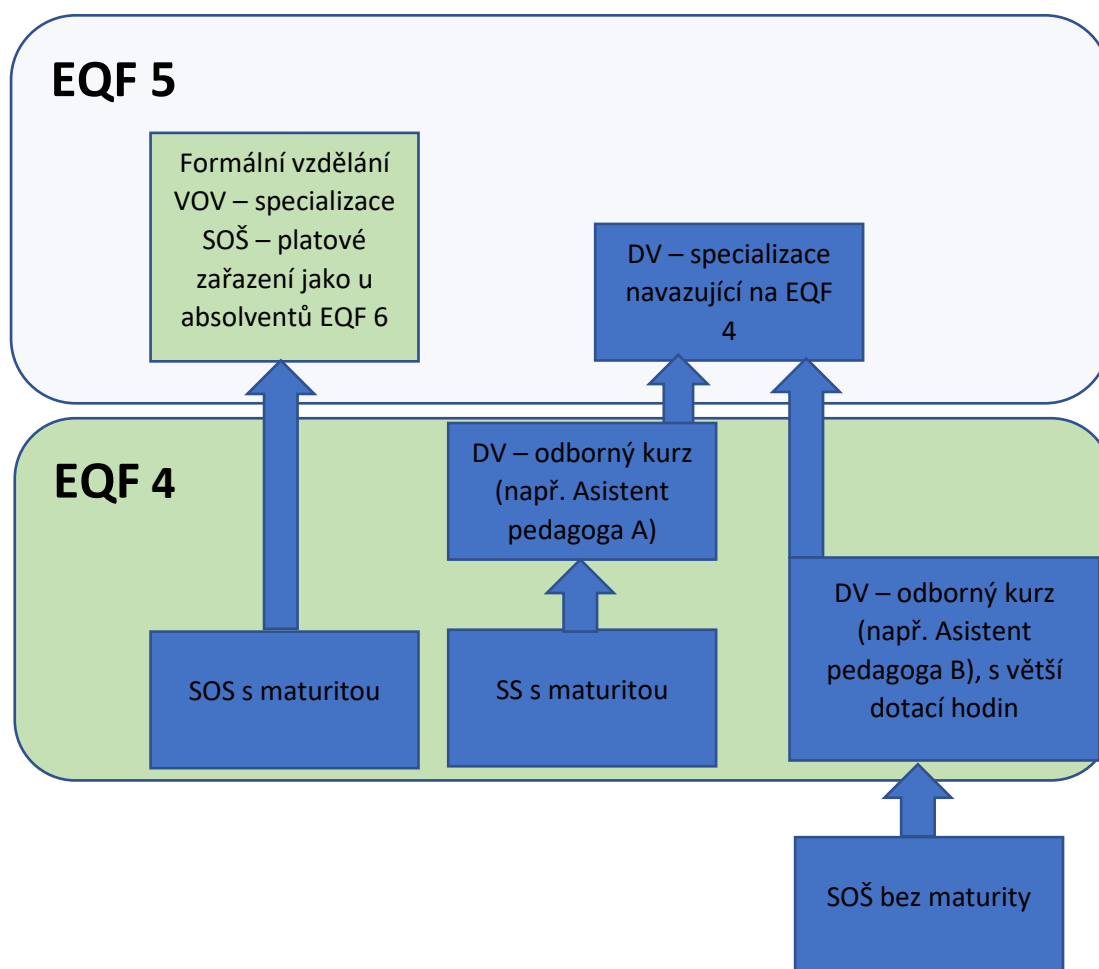 EQF 5
Formální vzdělání
VOV – specializace
SOŠ – platové
zařazení jako u
absolventů EQF 6
DV – specializace
navazující na EQF
4
EQF 4
DV – odborný kurz
(např. Asistent
pedagoga A)
DV – odborný kurz
(např. Asistent
pedagoga B), s větší
dotací hodin
SOS s maturitou
SS s maturitou
SOŠ bez maturity